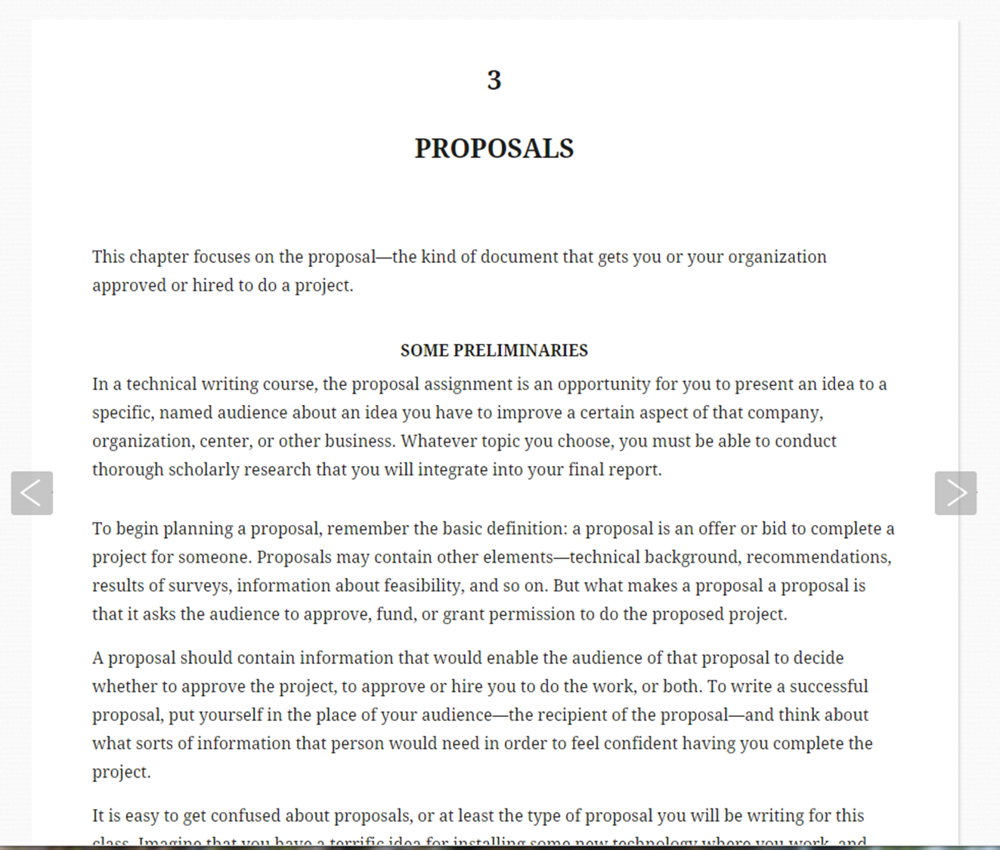 3
PROPOSALS
This chapter focuses on the proposal—the kind of document that gets you or your organization
approved or hired to do a project.
SOME PRELIMINARIES
In a technical writing course, the proposal assignment is an opportunity for you to present an idea to a
specific, named audience about an idea you have to improve a certain aspect of that company,
organization, center, or other business. Whatever topic you choose, you must be able to conduct
thorough scholarly research that you will integrate into your final report.
To begin planning a proposal, remember the basic definition: a proposal is an offer or bid to complete a
project for someone. Proposals may contain other elements—technical background, recommendations,
results of surveys, information about feasibility, and so on. But what makes a proposal a proposal is
that it asks the audience to approve, fund, or grant permission to do the proposed project.
A proposal should contain information that would enable the audience of that proposal to decide
whether to approve the project, to approve or hire you to do the work, or both. To write a successful
proposal, put yourself in the place of your audience—the recipient of the proposal—and think about
what sorts of information that person would need in order to feel confident having you complete the
project.
It is easy to get confused about proposals, or at least the type of proposal you will be writing for this
class. Imagine that you have a terrific idea for installing some new technology where you work, and